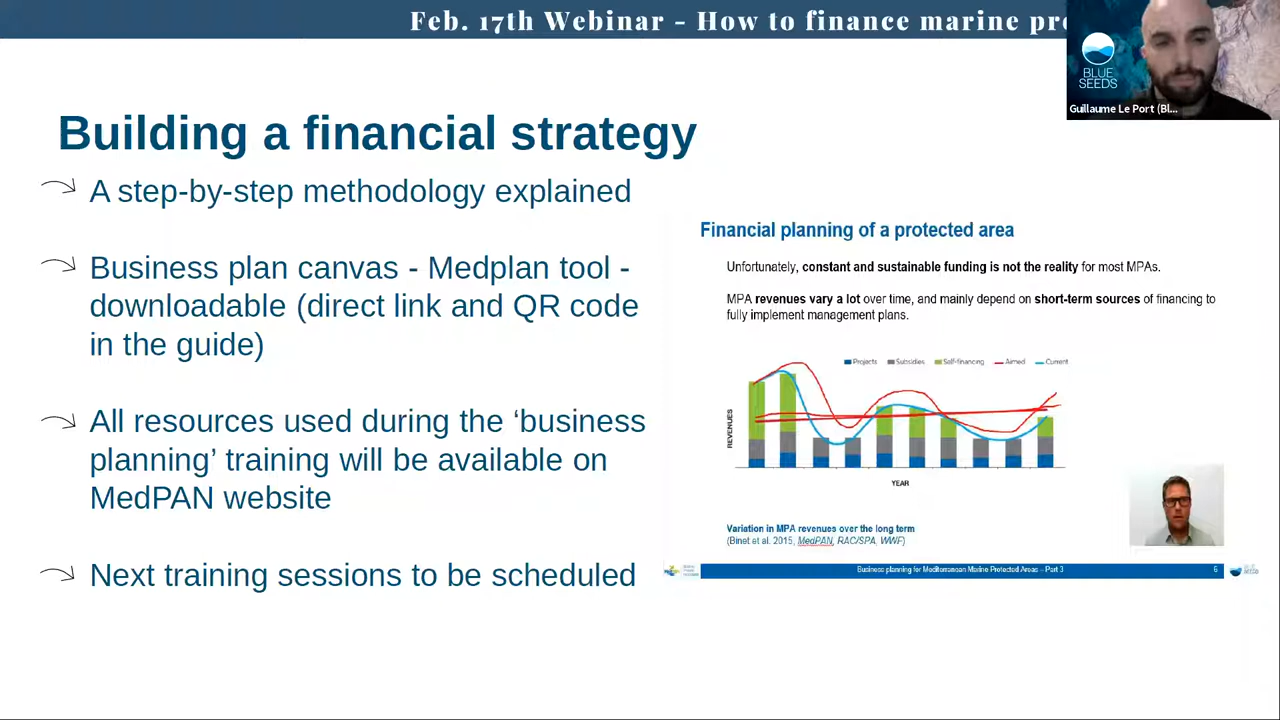 Feb. 17th Webinar - How to finance marine pro
BLUE
SEEDS
Guillaume Le Port (Bl...
Building a financial strategy
A step-by-step methodology explained
Business plan canvas - Medplan tool -
downloadable (direct link and QR code
in the guide)
All resources used during the ‘business
planning’ training will be available on
MedPAN website
Next training sessions to be scheduled
Financial planning of a protected area
Unfortunately, constant and sustainable funding is not the reality for most MPAs.
MPA revenues vary a lot over time, and mainly depend on short-term sources of financing to
fully implement management plans.
Projects Subsidies Self-financing Aimed Current
REVENUES
YEAR
Variation in MPA revenues over the long term
(Binet et al. 2015, MedPAN, RAC/SPA, WWF)
Business planning for Mediterranean Marine Protected Areas – Part 3
6